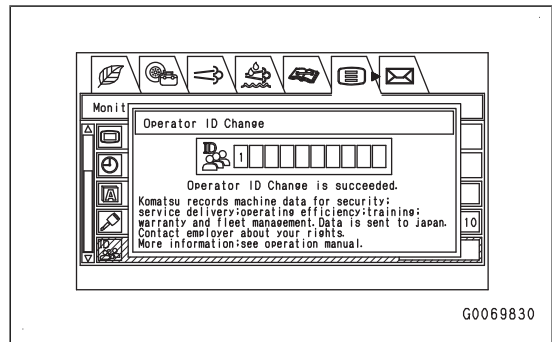 Monit
Operator ID Change
ID
1
Operator ID Change is succeeded.
Komatsu records machine data for security;
service delivery;operating efficiency;training;
warranty and fleet management.Data is sent to japan.
Contact employer about your rights.
More information:see operation manual.
A
10
ID
G0069830